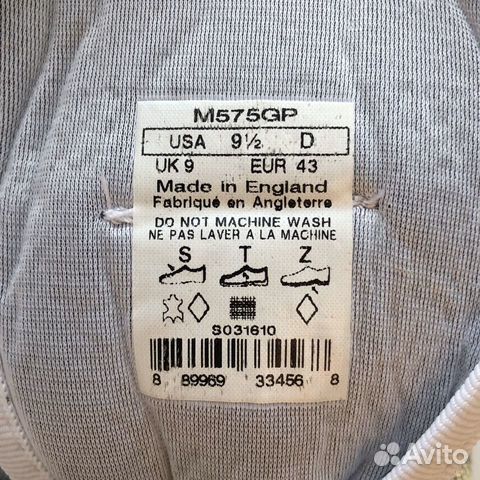 M575GP
USA 9½ D
UK 9 EUR 43
Made in England
Fabriqué en Angleterre
DO NOT MACHINE WASH
NE PAS LAVER A LA MACHINE
S T Z
S031610
8 89969 33456 8
Avito